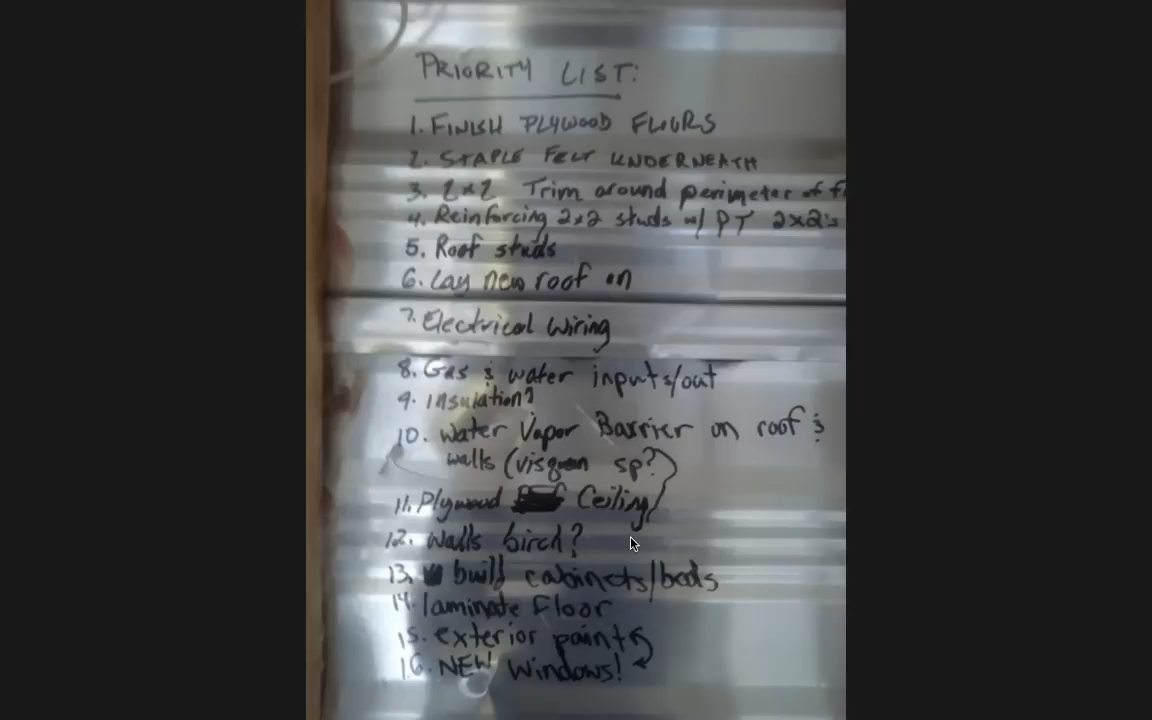 PRIORITY LIST:
1. FINISH PLYWOOD FLOORS
2. STAPLE FELT UNDERNEATH
3. 2x2 Trim around perimeter of
4. Reinforcing 2x2 studs w/ PT 2x2's
5. Roof studs
6. Lay new roof on
7. Electrical Wiring
8. Gas & water inputs/out
9. insulation?
10. Water Vapor Barrier on roof &
walls (visqeen sp?)
11. Plywood Ceiling
12. Walls birch?
13. build cabinets/beds
14. laminate Floor
15. exterior paint
16. NEW Windows!